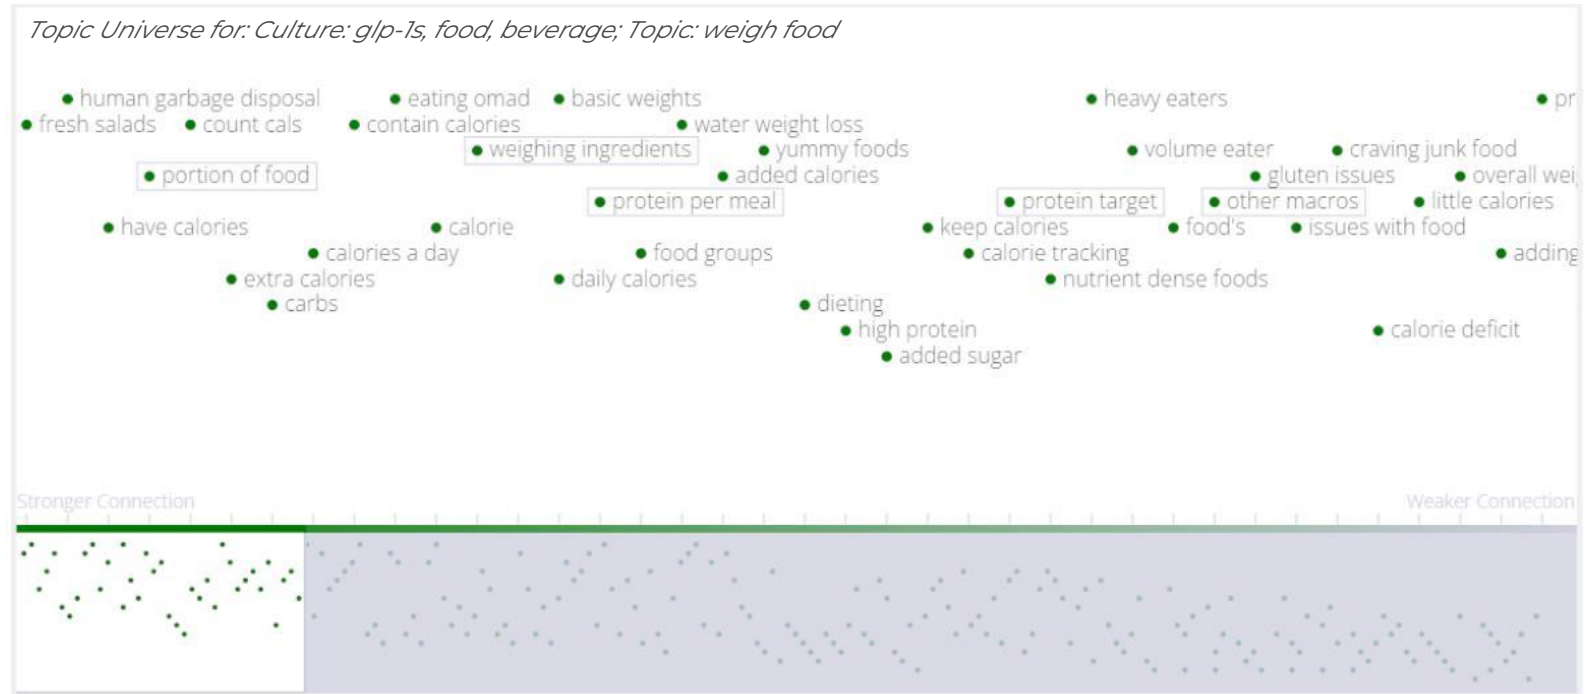 Topic Universe for: Culture: glp-1s, food, beverage; Topic: weigh food
human garbage disposal
eating omad
basic weights
heavy eaters
pr
fresh salads
count cals
contain calories
water weight loss
weighing ingredients
yummy foods
volume eater
craving junk food
portion of food
added calories
gluten issues
overall wei
protein per meal
protein target
other macros
little calories
have calories
calorie
keep calories
food's
issues with food
calories a day
food groups
calorie tracking
adding
extra calories
daily calories
nutrient dense foods
carbs
dieting
high protein
calorie deficit
added sugar
Stronger Connection
Weaker Connection